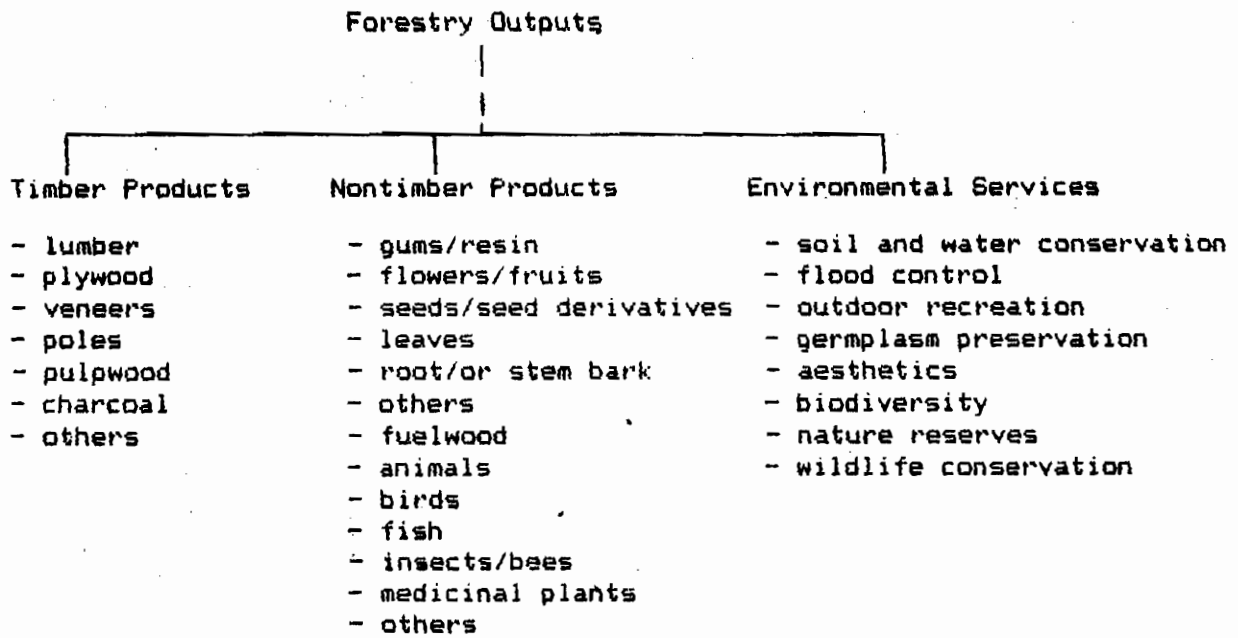 Forestry Outputs
Timber Products
- lumber
- plywood
- veneers
- poles
- pulpwood
- charcoal
- others
Nontimber Products
- gums/resin
- flowers/fruits
- seeds/seed derivatives
- leaves
- root/or stem bark
- others
- fuelwood
- animals
- birds
- fish
- insects/bees
- medicinal plants
- others
Environmental Services
- soil and water conservation
- flood control
- outdoor recreation
- germplasm preservation
- aesthetics
- biodiversity
- nature reserves
- wildlife conservation